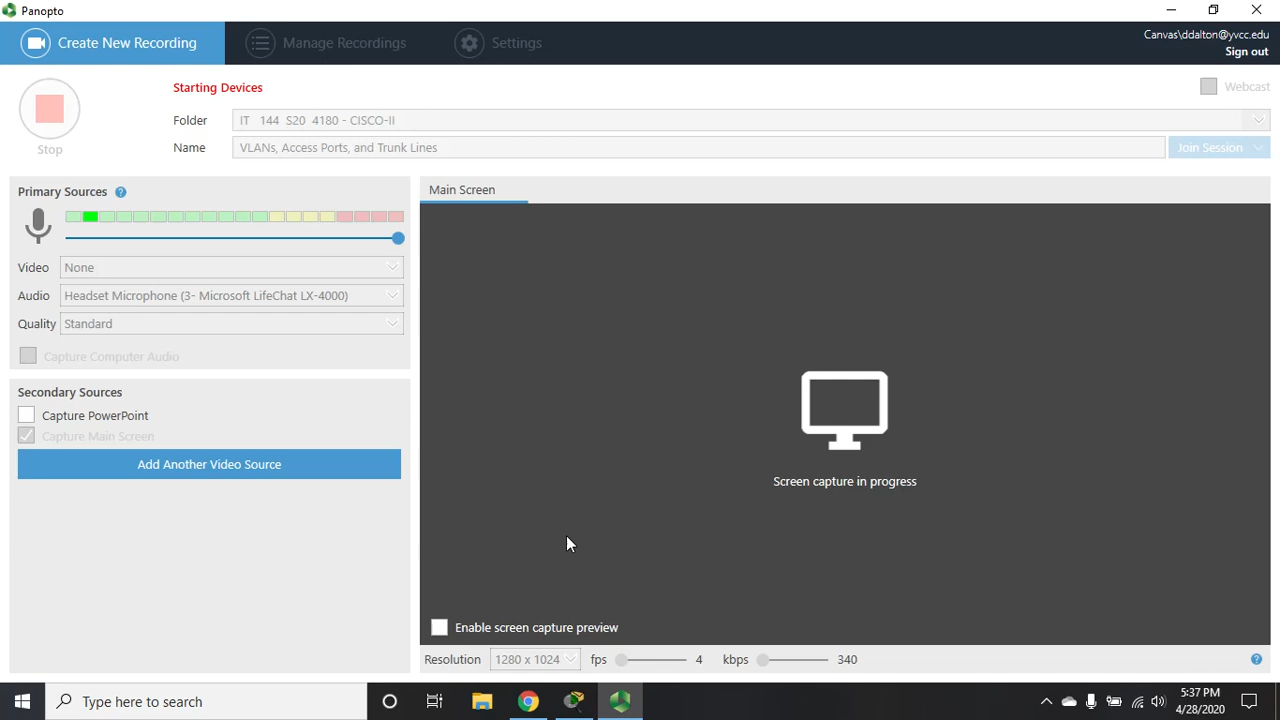 Panopto
Create New Recording
Manage Recordings
Settings
Canvas\ddalton@yvcc.edu
Sign out
Starting Devices
Webcast
Folder
IT 144 S20 4180 - CISCO-II
Name
VLANs, Access Ports, and Trunk Lines
Join Session
Stop
Primary Sources ?
Video
None
Audio
Headset Microphone (3- Microsoft LifeChat LX-4000)
Quality
Standard
Capture Computer Audio
Secondary Sources
Capture PowerPoint
Capture Main Screen
Add Another Video Source
Main Screen
Screen capture in progress
Enable screen capture preview
Resolution
1280 x 1024
fps
4
kbps
340
?
Type here to search
5:37 PM
4/28/2020